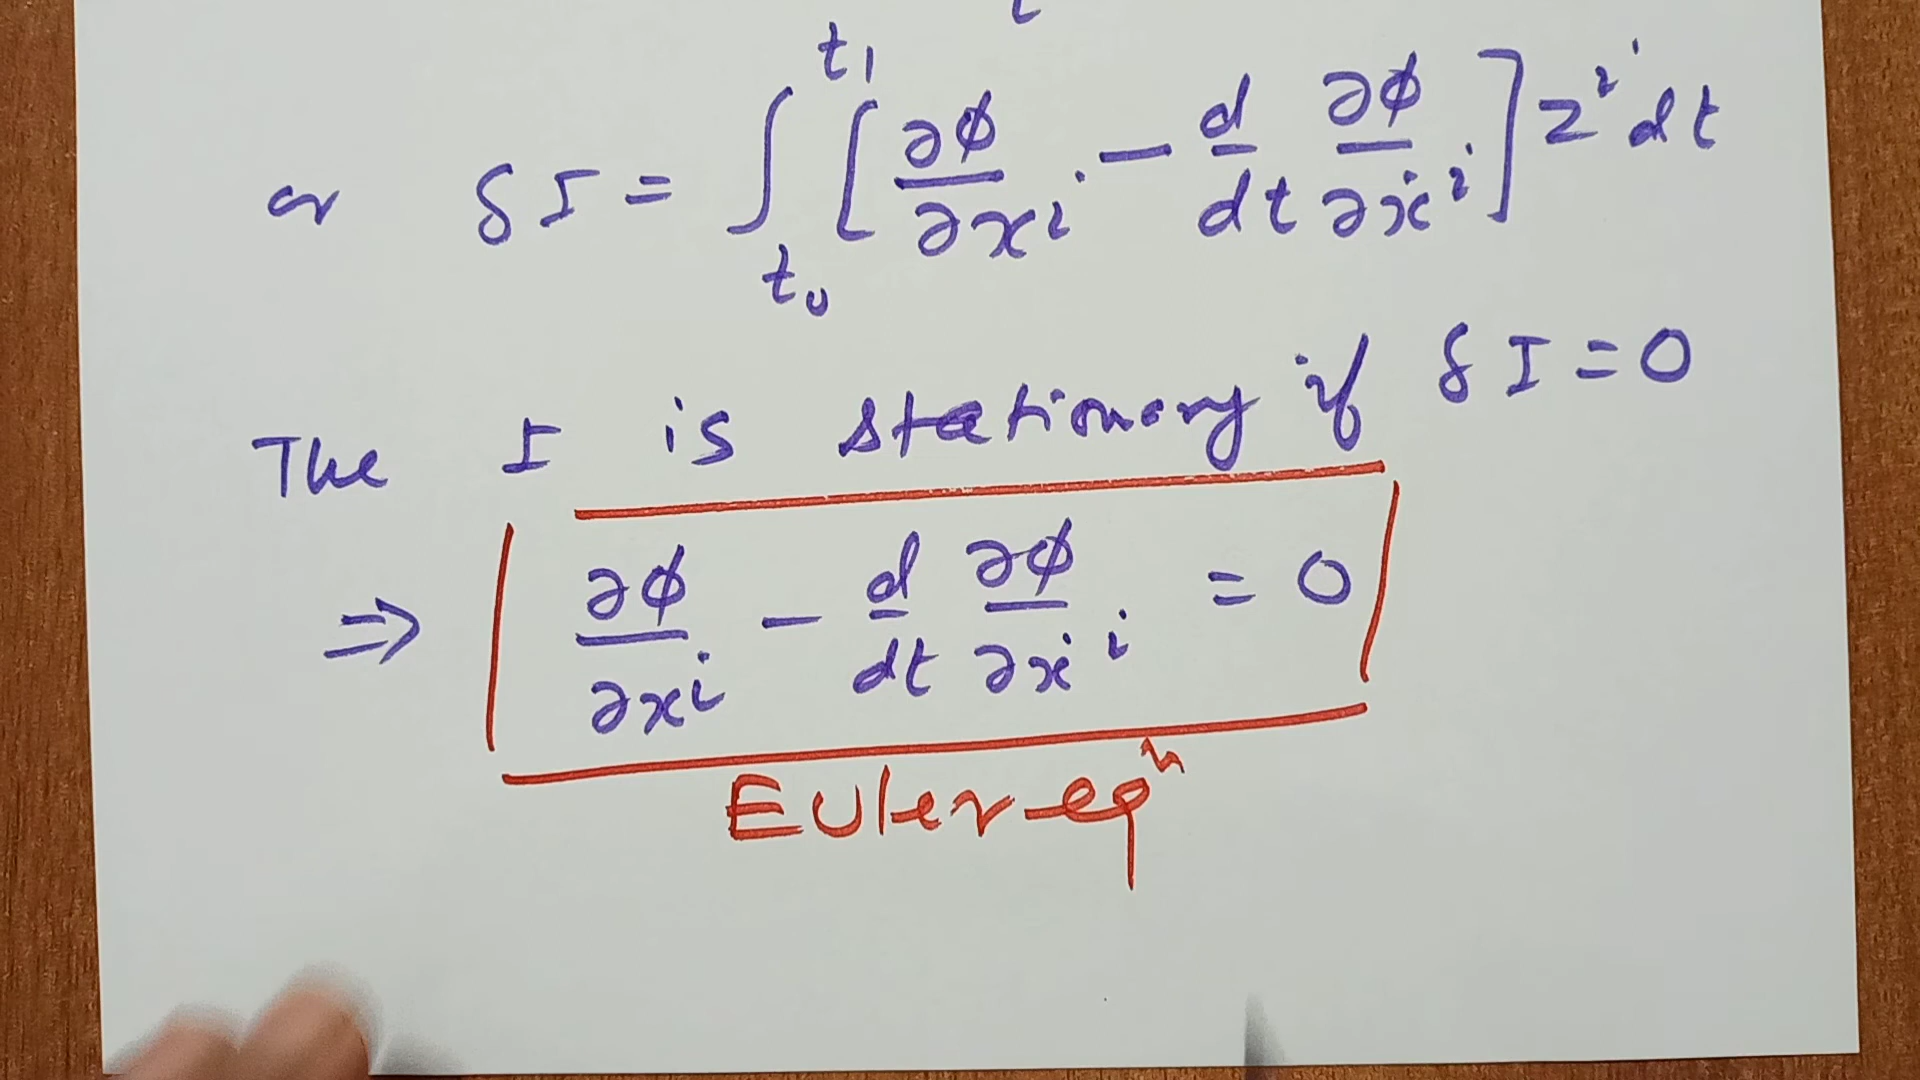 or δI = ∫_{t₀}^{t₁} [∂φ/∂xⁱ − d/dt ∂φ/∂ẋⁱ] zⁱ dt
The I is stationary if δI = 0
⇒ ∂φ/∂xⁱ − d/dt ∂φ/∂ẋⁱ = 0
Euler eqⁿ